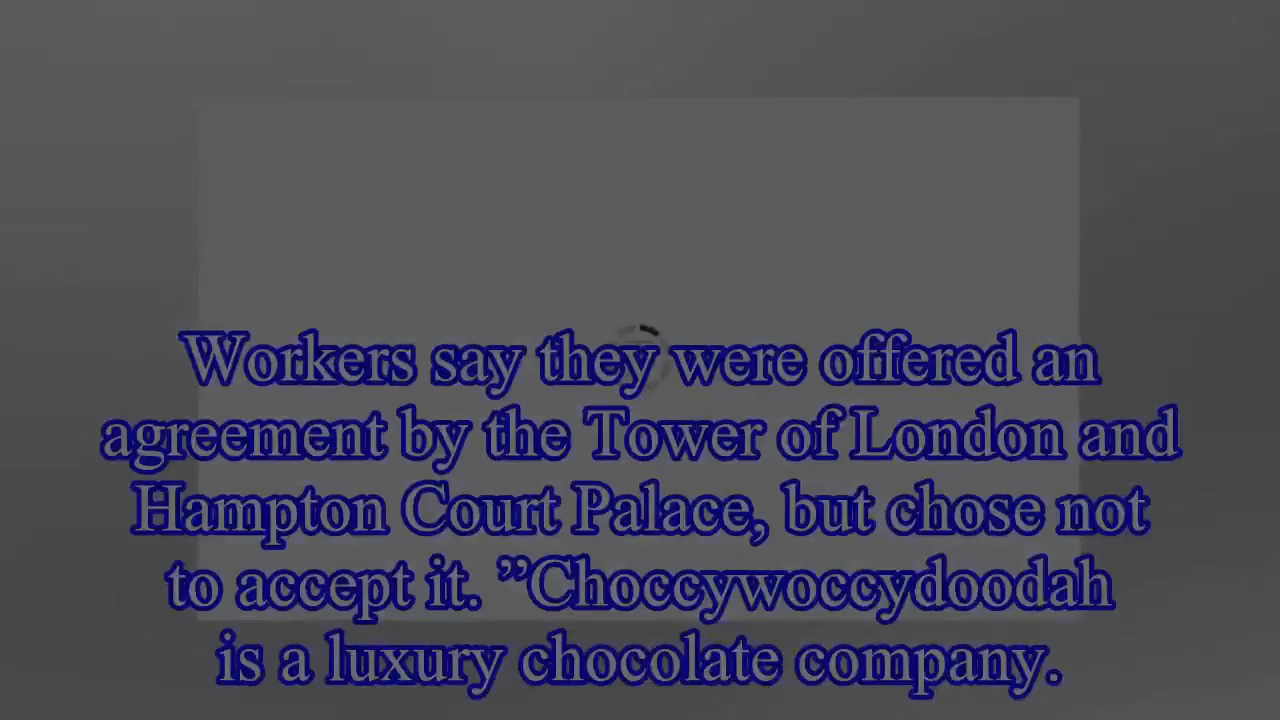 Workers say they were offered an
agreement by the Tower of London and
Hampton Court Palace, but chose not
to accept it. ”Choccywoccydoodah
is a luxury chocolate company.